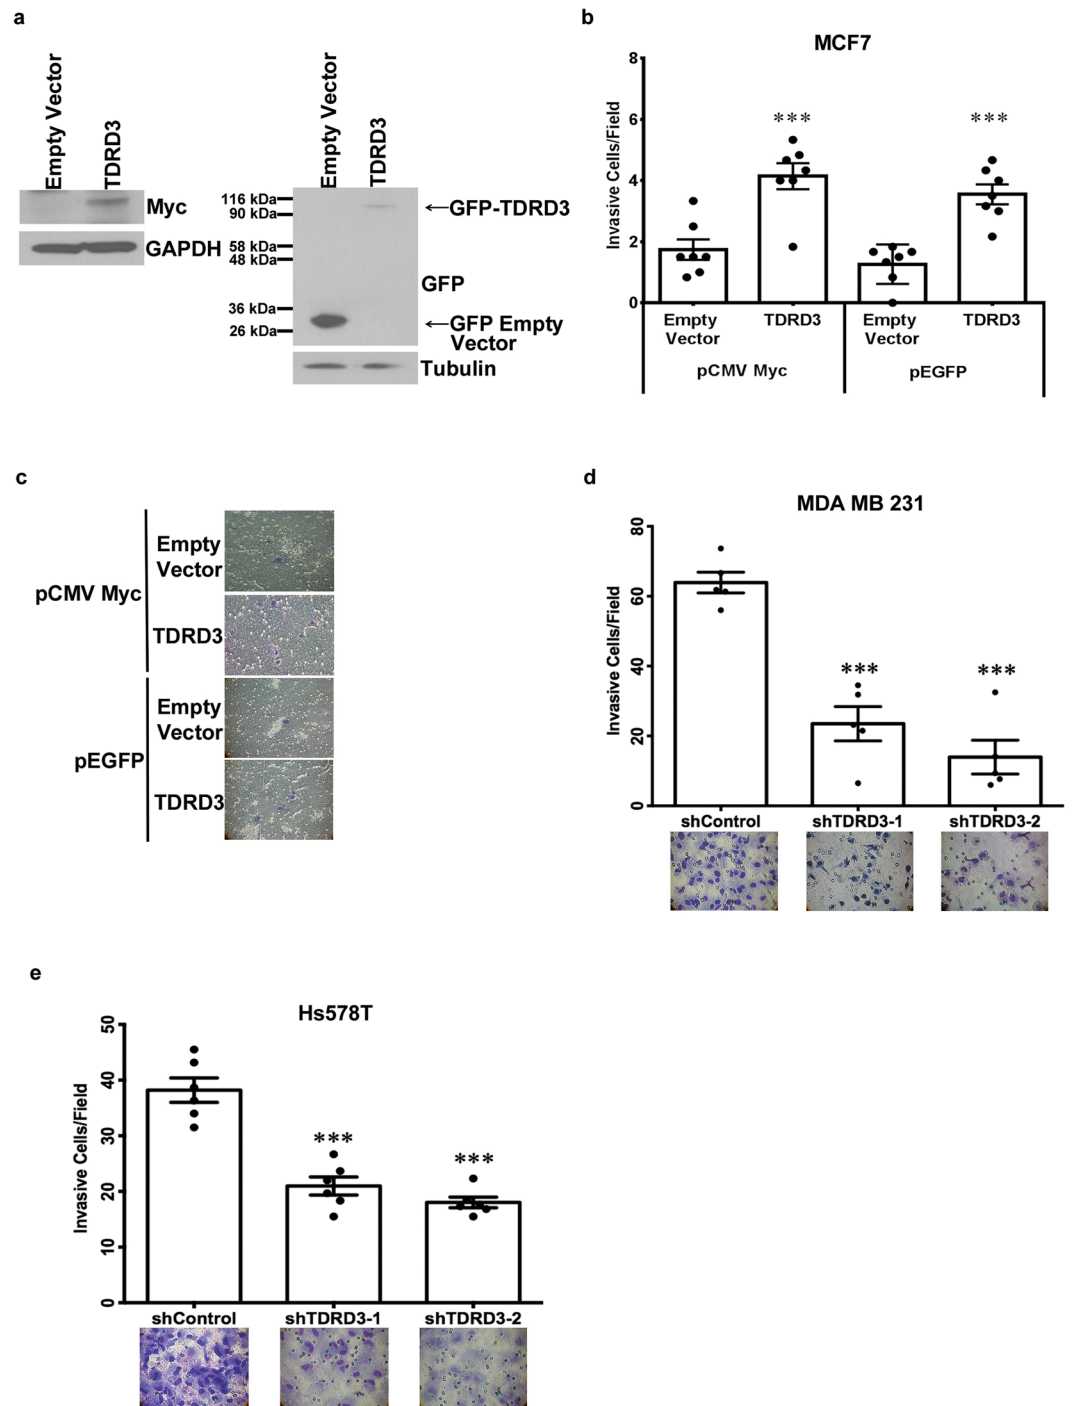 a
Empty Vector
TDRD3
Myc
GAPDH
Empty Vector
TDRD3
116 kDa
90 kDa
58 kDa
48 kDa
36 kDa
26 kDa
←GFP-TDRD3
GFP
←GFP Empty
Vector
Tubulin
b
MCF7
Invasive Cells/Field
8
6
4
2
0
***
***
Empty
Vector
TDRD3
Empty
Vector
TDRD3
pCMV Myc
pEGFP
c
pCMV Myc
Empty
Vector
TDRD3
pEGFP
Empty
Vector
TDRD3
d
MDA MB 231
Invasive Cells/Field
80
60
40
20
0
***
***
shControl
shTDRD3-1
shTDRD3-2
e
Hs578T
Invasive Cells/Field
50
40
30
20
10
0
***
***
shControl
shTDRD3-1
shTDRD3-2